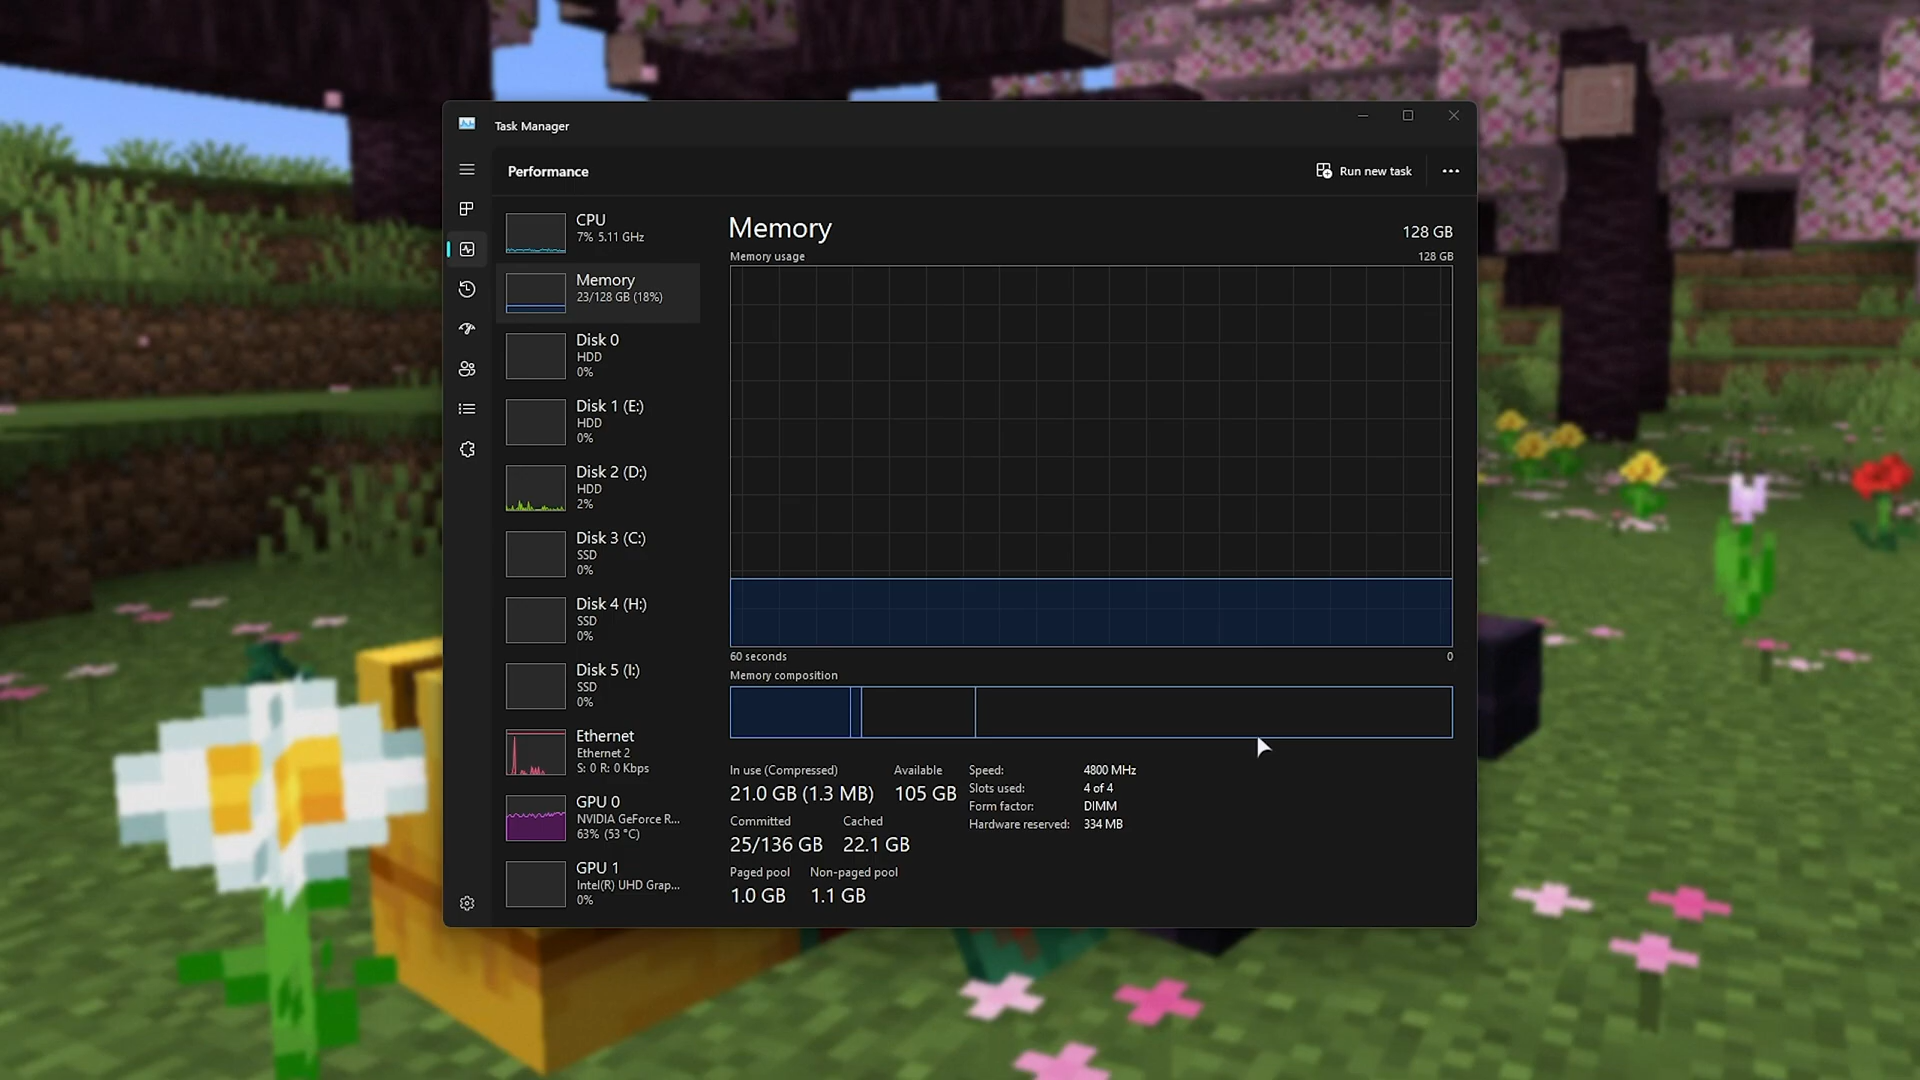 Task Manager
Performance
Run new task
CPU
7% 5.11 GHz
Memory
23/128 GB (18%)
Disk 0
HDD
0%
Disk 1 (E:)
HDD
0%
Disk 2 (D:)
HDD
2%
Disk 3 (C:)
SSD
0%
Disk 4 (H:)
SSD
0%
Disk 5 (I:)
SSD
0%
Ethernet
Ethernet 2
S: 0 R: 0 Kbps
GPU 0
NVIDIA GeForce R...
63% (53 °C)
GPU 1
Intel(R) UHD Grap...
0%
Memory 128 GB
Memory usage 128 GB
60 seconds 0
Memory composition
In use (Compressed) Available
21.0 GB (1.3 MB) 105 GB
Committed Cached
25/136 GB 22.1 GB
Paged pool Non-paged pool
1.0 GB 1.1 GB
Speed: 4800 MHz
Slots used: 4 of 4
Form factor: DIMM
Hardware reserved: 334 MB